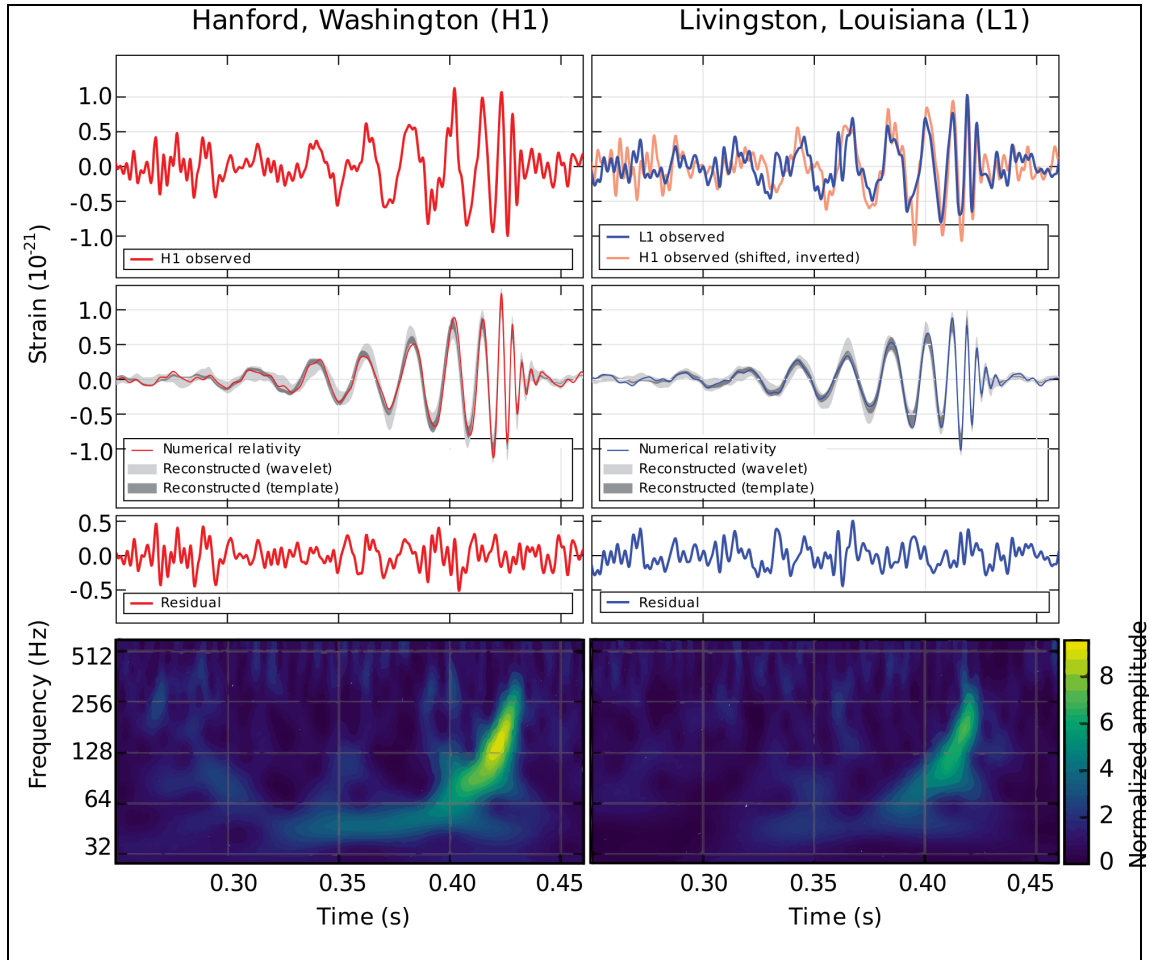 Hanford, Washington (H1)
Livingston, Louisiana (L1)
Strain (10⁻²¹)
1.0
0.5
0.0
-0.5
-1.0
H1 observed
L1 observed
H1 observed (shifted, inverted)
1.0
0.5
0.0
-0.5
-1.0
Numerical relativity
Reconstructed (wavelet)
Reconstructed (template)
Numerical relativity
Reconstructed (wavelet)
Reconstructed (template)
0.5
0.0
-0.5
Residual
Residual
Frequency (Hz)
512
256
128
64
32
Normalized amplitude
8
6
4
2
0
0.30 0.35 0.40 0.45
0.30 0.35 0.40 0,45
Time (s)
Time (s)